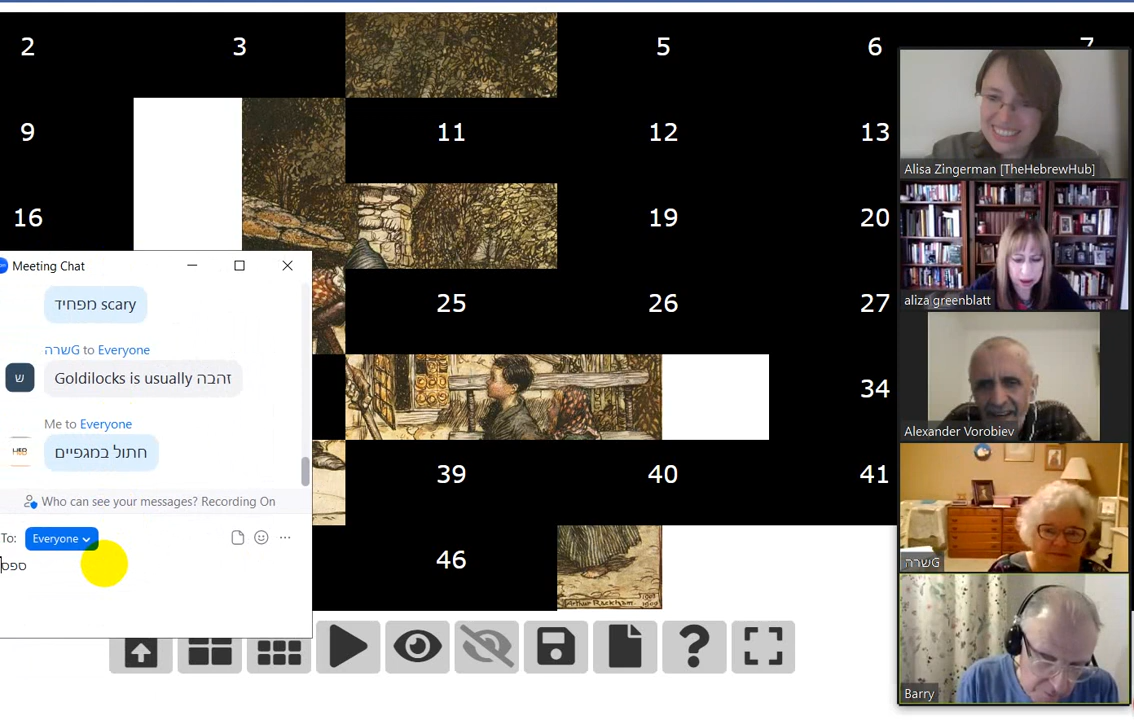 2 3 5 6 7
9 11 12 13
16 19 20
25 26 27
34
39 40 41
46
Meeting Chat
מפחיד scary
שרהG to Everyone
ש
Goldilocks is usually זהבה
Me to Everyone
חתול במגפיים
Who can see your messages? Recording On
To: Everyone
ספס
Arthur Rackham
?
Alisa Zingerman [TheHebrewHub]
aliza greenblatt
Alexander Vorobiev
שרהG
Barry